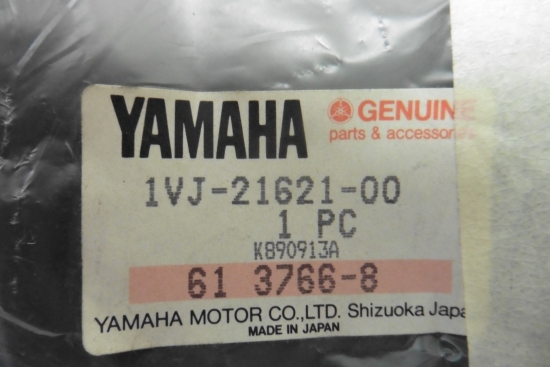 YAMAHA
GENUINE
parts & accessories
1VJ-21621-00
1 PC
K890913A
61 3766-8
YAMAHA MOTOR CO.,LTD. Shizuoka Japa
MADE IN JAPAN